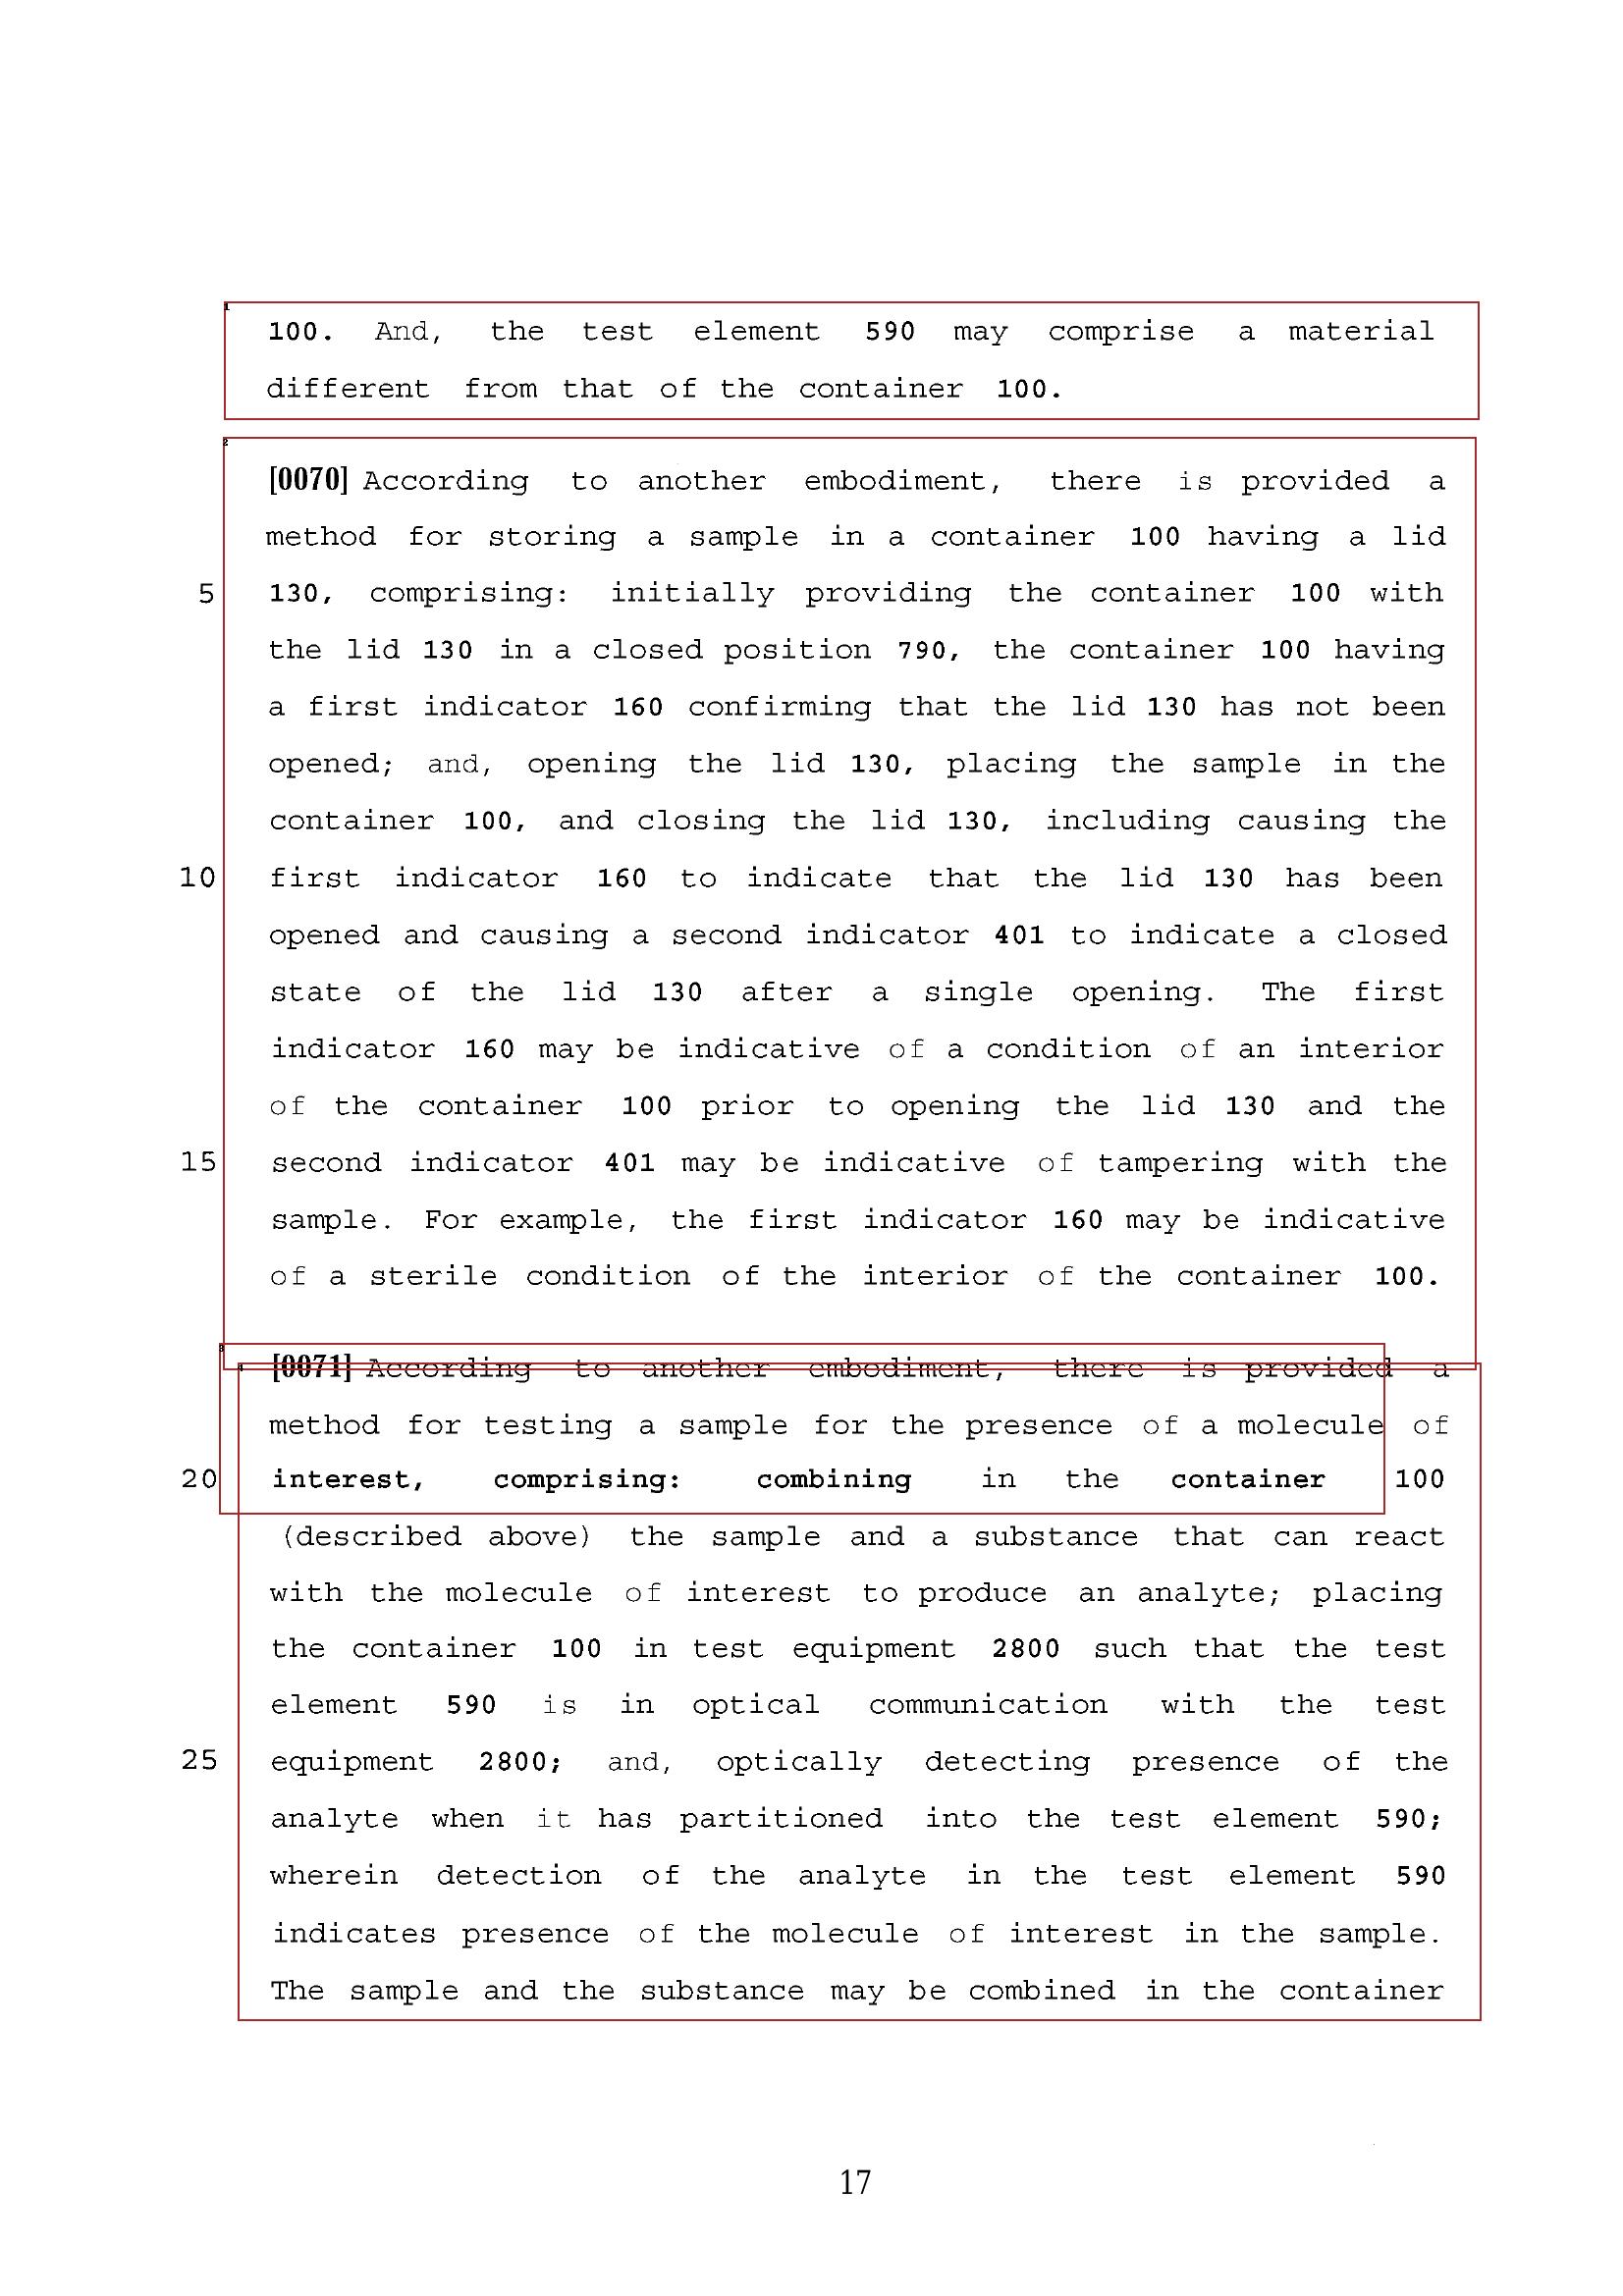 100. And, the test element 590 may comprise a material
different from that of the container 100.
[0070] According to another embodiment, there is provided a
method for storing a sample in a container 100 having a lid
5 130, comprising: initially providing the container 100 with
the lid 130 in a closed position 790, the container 100 having
a first indicator 160 confirming that the lid 130 has not been
opened; and, opening the lid 130, placing the sample in the
container 100, and closing the lid 130, including causing the
10 first indicator 160 to indicate that the lid 130 has been
opened and causing a second indicator 401 to indicate a closed
state of the lid 130 after a single opening. The first
indicator 160 may be indicative of a condition of an interior
of the container 100 prior to opening the lid 130 and the
15 second indicator 401 may be indicative of tampering with the
sample. For example, the first indicator 160 may be indicative
of a sterile condition of the interior of the container 100.
[0071] According to another embodiment, there is provided a
method for testing a sample for the presence of a molecule of
20 interest, comprising: combining in the container 100
(described above) the sample and a substance that can react
with the molecule of interest to produce an analyte; placing
the container 100 in test equipment 2800 such that the test
element 590 is in optical communication with the test
25 equipment 2800; and, optically detecting presence of the
analyte when it has partitioned into the test element 590;
wherein detection of the analyte in the test element 590
indicates presence of the molecule of interest in the sample.
The sample and the substance may be combined in the container
17